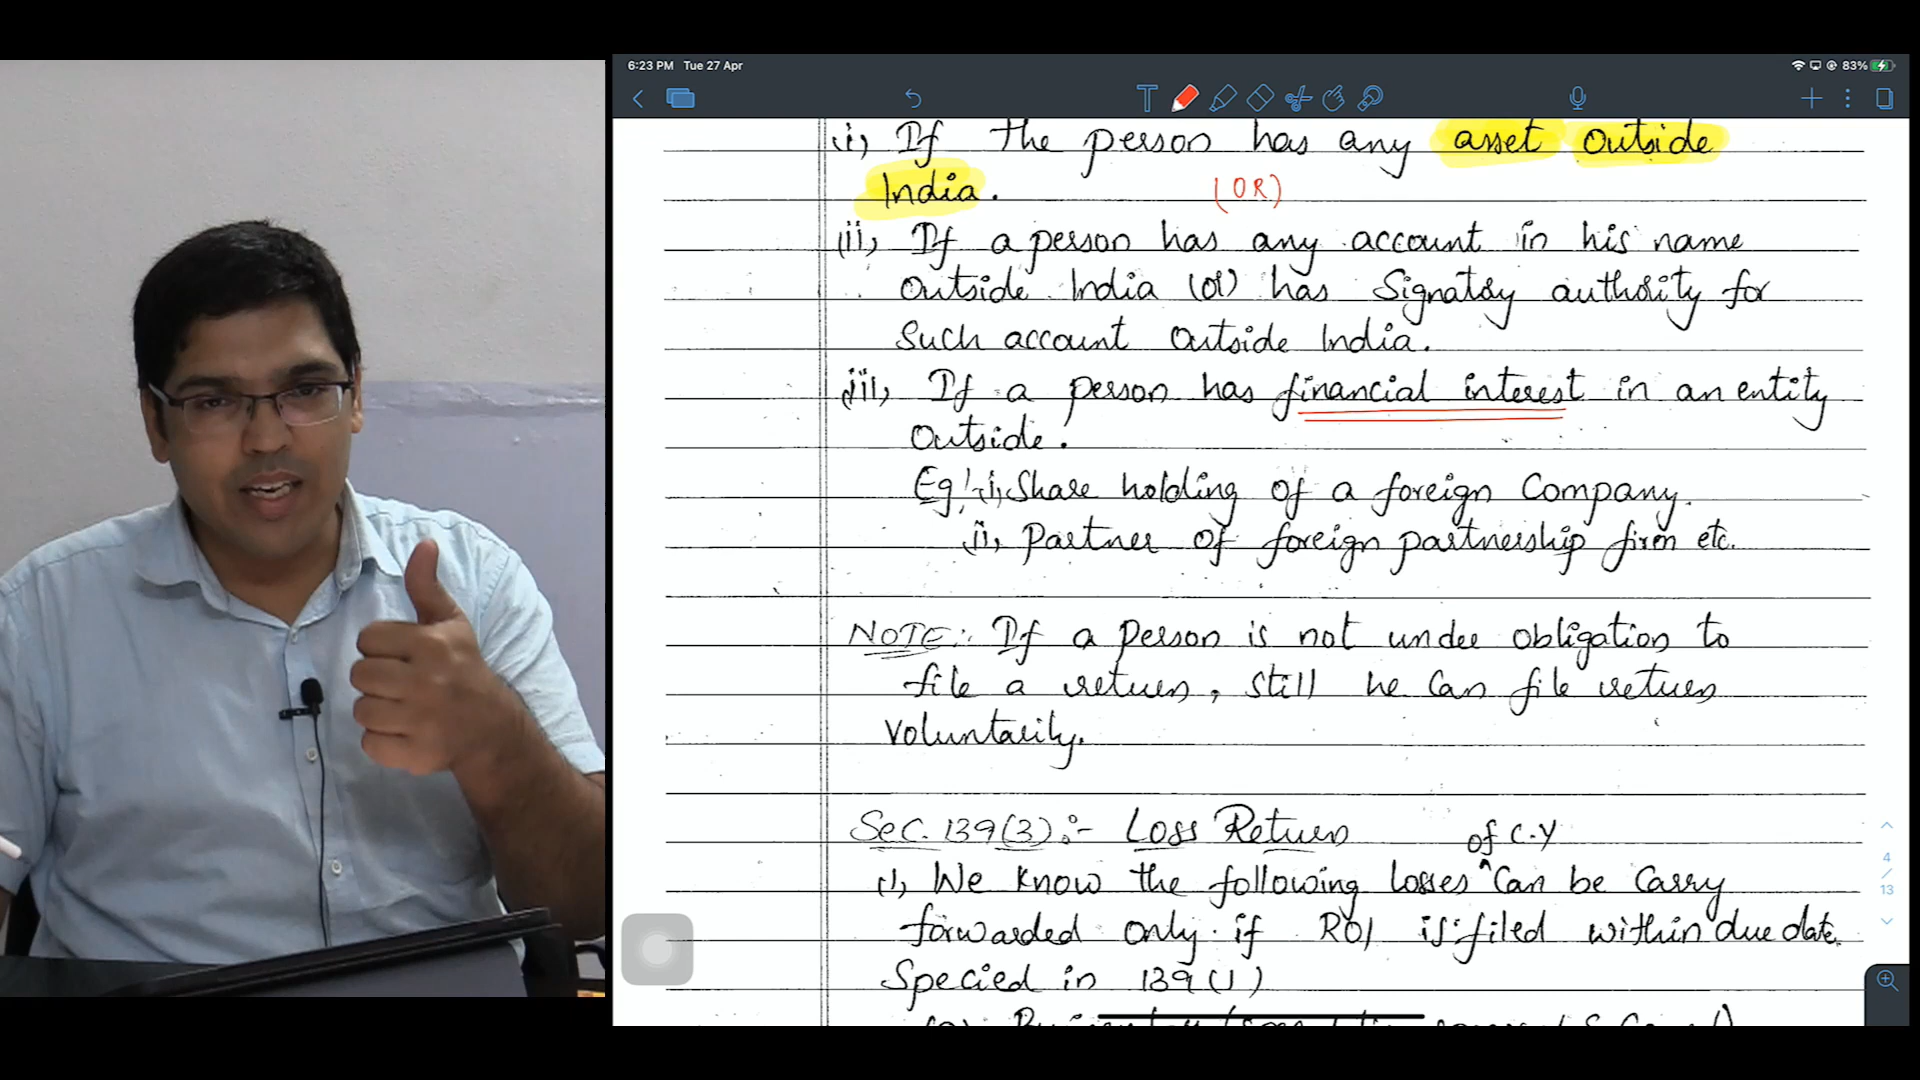 6:23 PM Tue 27 Apr
83%
(i) If the person has any asset outside
India. (OR)
(ii) If a person has any account in his name
outside India (or) has Signatory authority for
Such account outside India.
(iii) If a person has financial interest in an entity
outside.
Eg:- (i) Share holding of a foreign Company.
(ii) Partner of foreign partnership firm etc.
NOTE:- If a person is not under obligation to
file a return, still he can file return
voluntarily.
Sec. 139(3):- Loss Return
of C.Y
(i) We know the following losses ^ can be carry
forwarded only if ROI is filed within due date
Specied in 139(1)
4
/
13